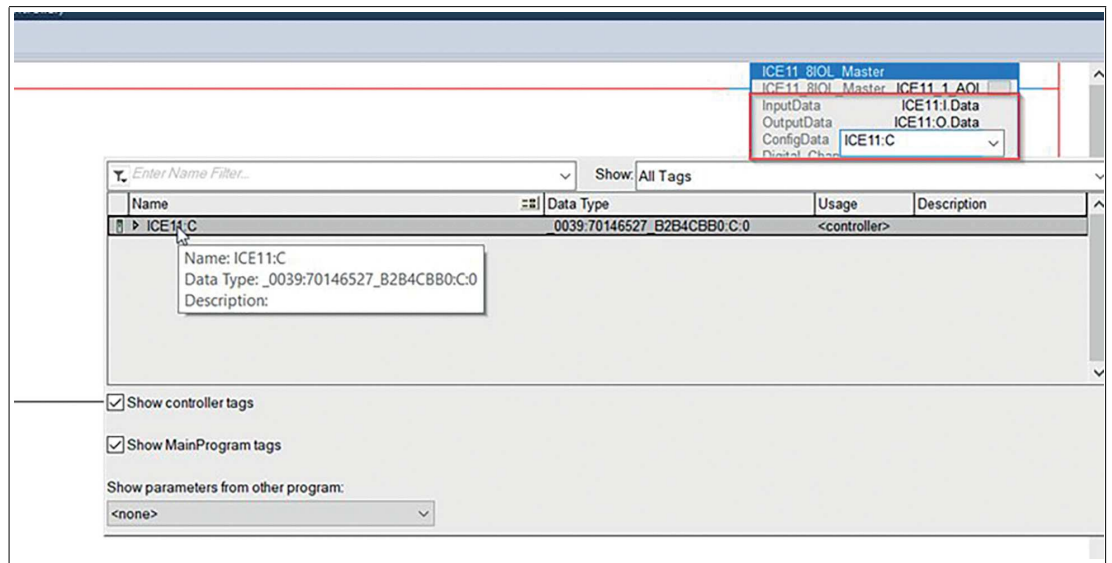 ICE11_8IOL_Master
ICE11_8IOL_Master ICE11_1_AOI
InputData ICE11:I.Data
OutputData ICE11:O.Data
ConfigData ICE11:C
Enter Name Filter... Show: All Tags
Name Data Type Usage Description
ICE11:C _0039:70146527_B2B4CBB0:C:0 <controller>
Name: ICE11:C
Data Type: _0039:70146527_B2B4CBB0:C:0
Description:
Show controller tags
Show MainProgram tags
Show parameters from other program:
<none>